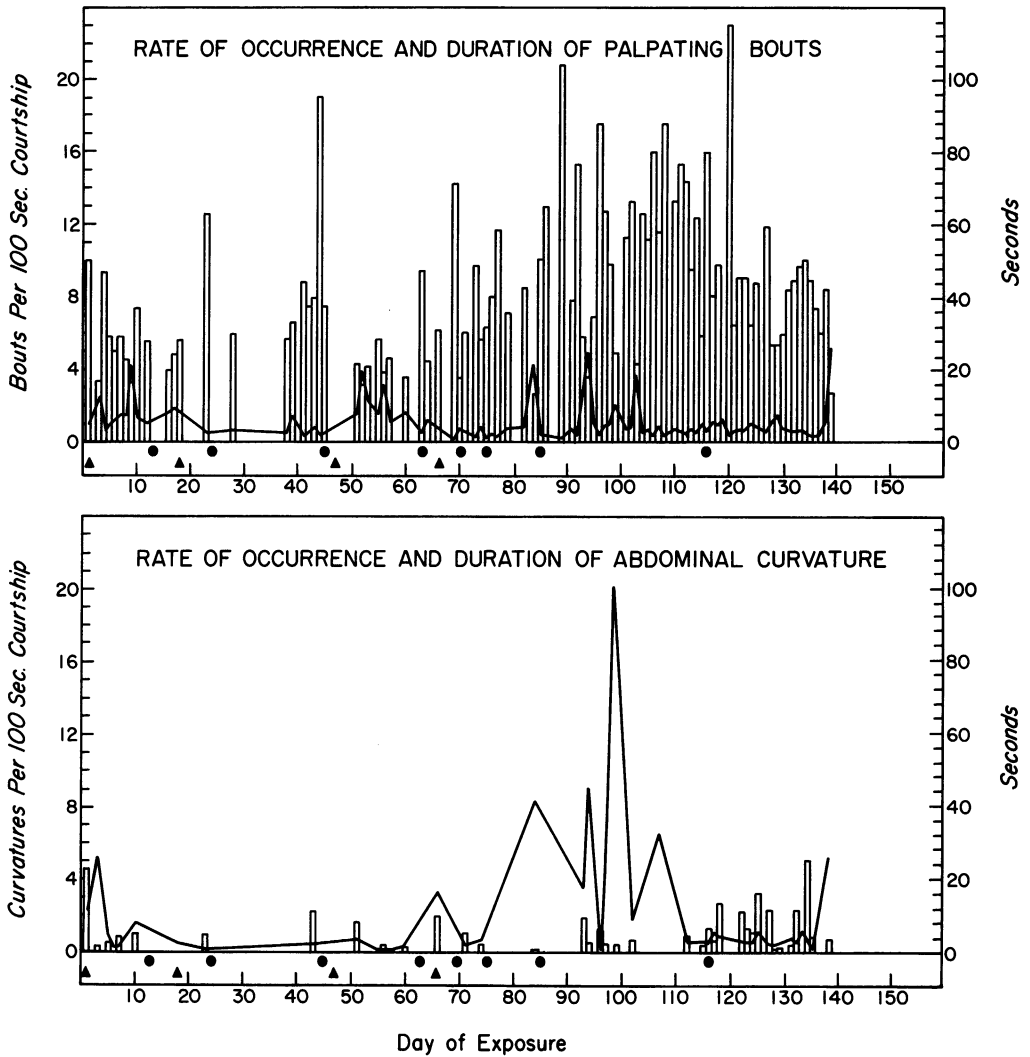 RATE OF OCCURRENCE AND DURATION OF PALPATING BOUTS
Bouts Per 100 Sec. Courtship
20
16
12
8
4
0
100
80
60
40
20
0
Seconds
10 20 30 40 50 60 70 80 90 100 110 120 130 140 150
RATE OF OCCURRENCE AND DURATION OF ABDOMINAL CURVATURE
Curvatures Per 100 Sec. Courtship
20
16
12
8
4
0
100
80
60
40
20
0
Seconds
10 20 30 40 50 60 70 80 90 100 110 120 130 140 150
Day of Exposure